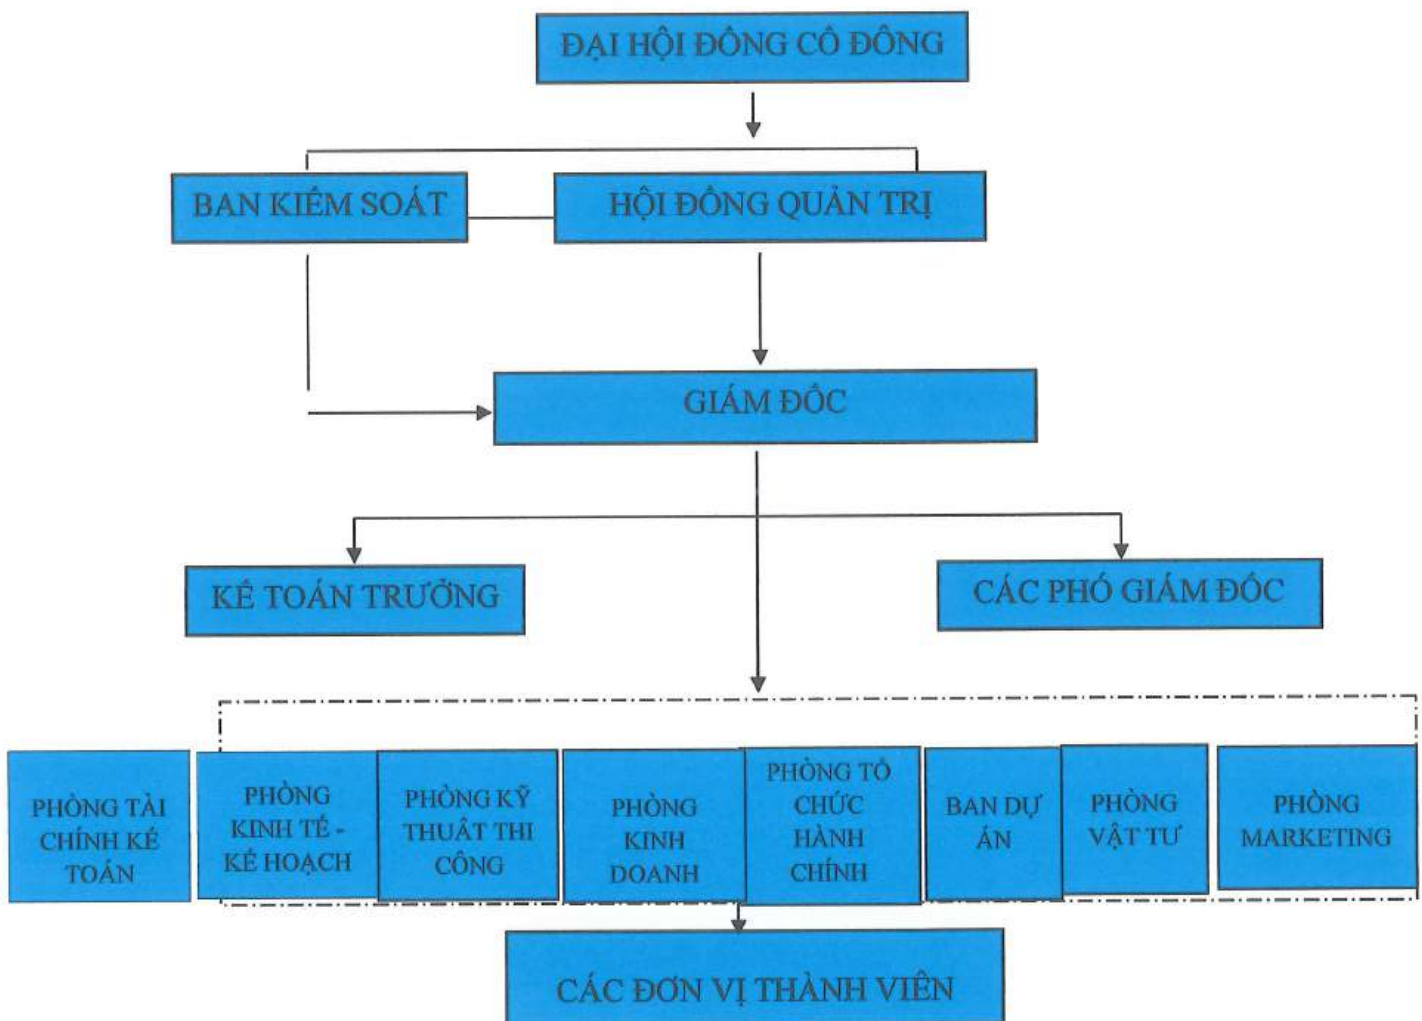 ĐẠI HỘI ĐỒNG CỔ ĐÔNG
BAN KIỂM SOÁT
HỘI ĐỒNG QUẢN TRỊ
GIÁM ĐỐC
KẾ TOÁN TRƯỞNG
CÁC PHÓ GIÁM ĐỐC
PHÒNG TÀI
CHÍNH KẾ
TOÁN
PHÒNG
KINH TẾ -
KẾ HOẠCH
PHÒNG KỸ
THUẬT THI
CÔNG
PHÒNG
KINH
DOANH
PHÒNG TỔ
CHỨC
HÀNH
CHÍNH
BAN DỰ
ÁN
PHÒNG
VẬT TƯ
PHÒNG
MARKETING
CÁC ĐƠN VỊ THÀNH VIÊN